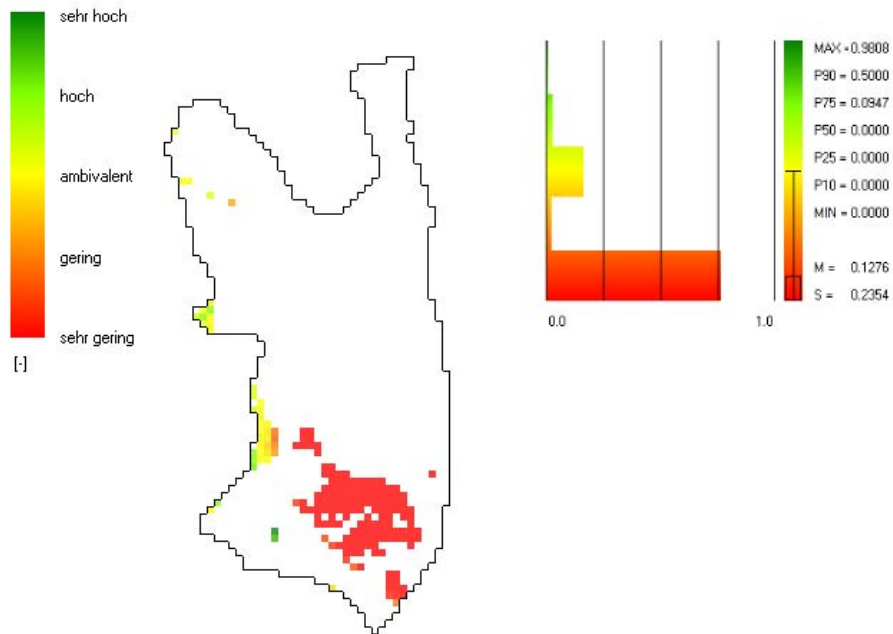 sehr hoch
hoch
ambivalent
gering
sehr gering
[-]
MAX =0.9808
P90 = 0.5000
P75 = 0.0947
P50 = 0.0000
P25 = 0.0000
P10 = 0.0000
MIN = 0.0000
M = 0.1276
S = 0.2354
0.0
1.0